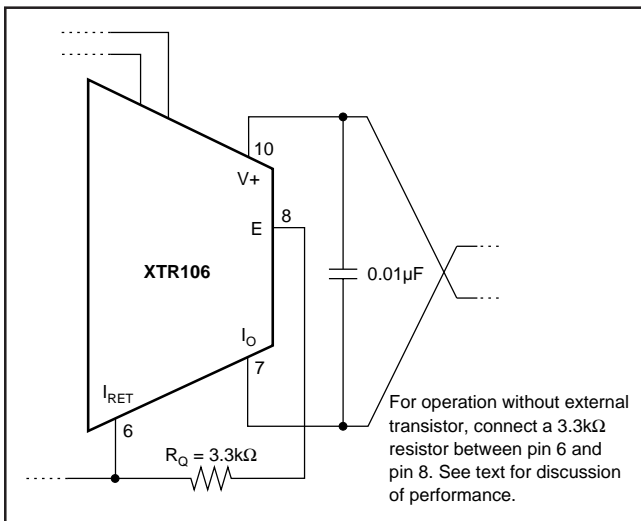 10
V+
8
E
XTR106
0.01µF
I_O
7
I_RET
6
R_Q = 3.3kΩ
For operation without external
transistor, connect a 3.3kΩ
resistor between pin 6 and
pin 8. See text for discussion
of performance.